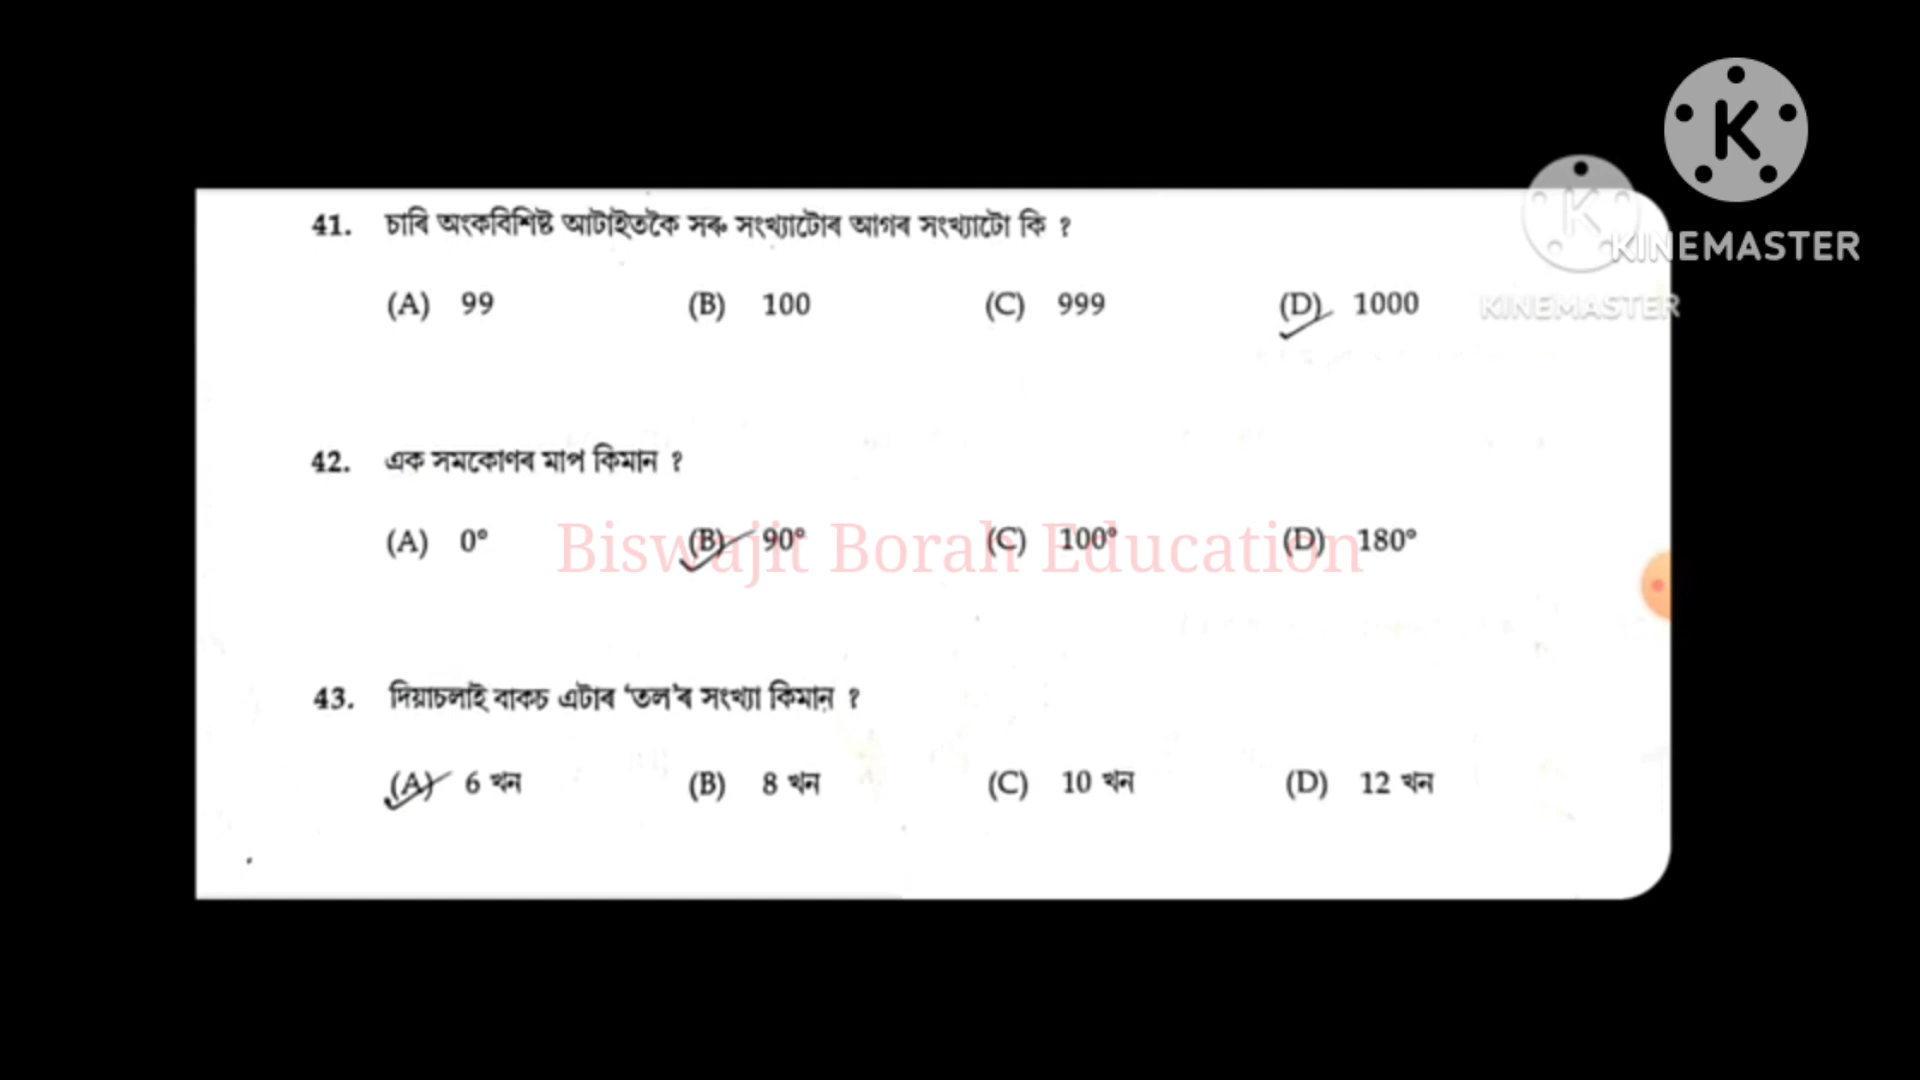 41. চাৰি অংকবিশিষ্ট আটাইতকৈ সৰু সংখ্যাটোৰ আগৰ সংখ্যাটো কি ?
(A) 99 (B) 100 (C) 999 (D) 1000
42. এক সমকোণৰ মাপ কিমান ?
(A) 0° (B) 90° (C) 100° (D) 180°
43. দিয়াচলাই বাকচ এটাৰ ‘তল’ৰ সংখ্যা কিমান ?
(A) 6 খন (B) 8 খন (C) 10 খন (D) 12 খন
Biswajit Borah Education
K
KINEMASTER
K
KINEMASTER